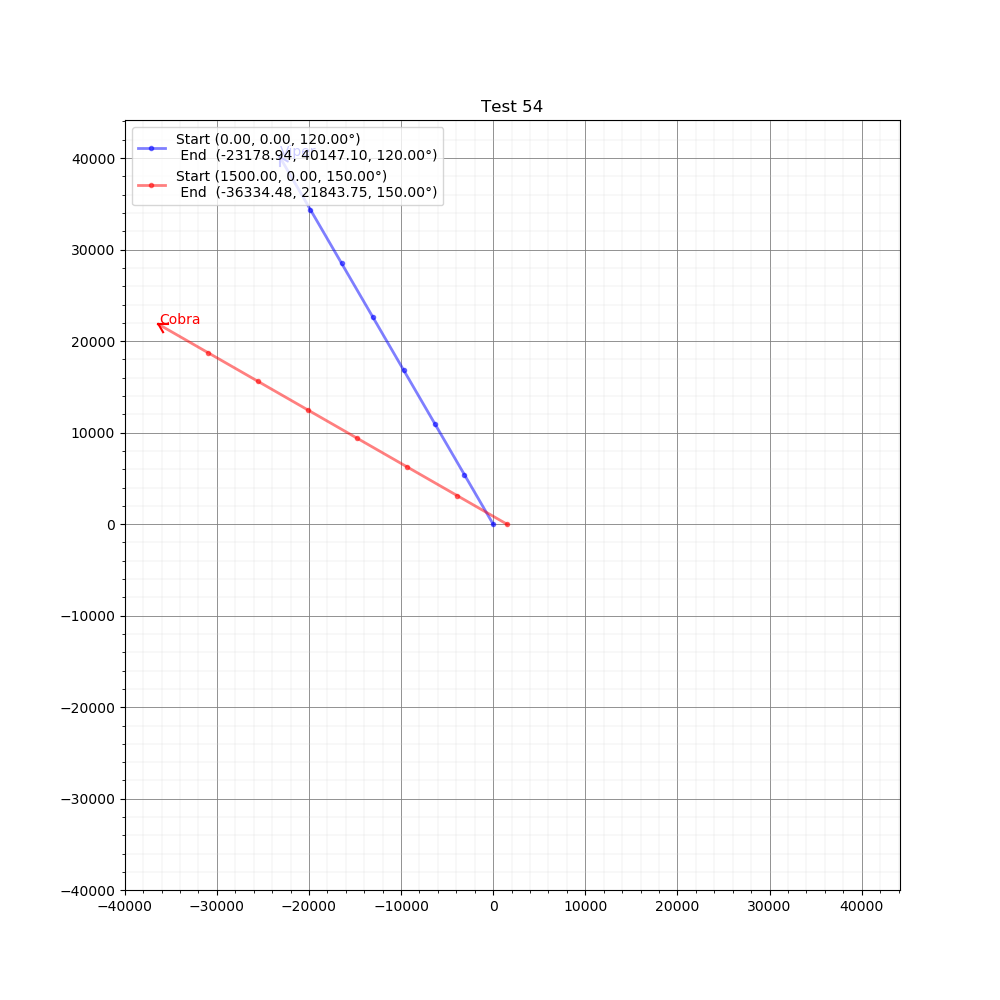 Test 54
Start (0.00, 0.00, 120.00°)
End (-23178.94, 40147.10, 120.00°)
Start (1500.00, 0.00, 150.00°)
End (-36334.48, 21843.75, 150.00°)
Cobra
40000
30000
20000
10000
0
−10000
−20000
−30000
−40000
−40000 −30000 −20000 −10000 0 10000 20000 30000 40000